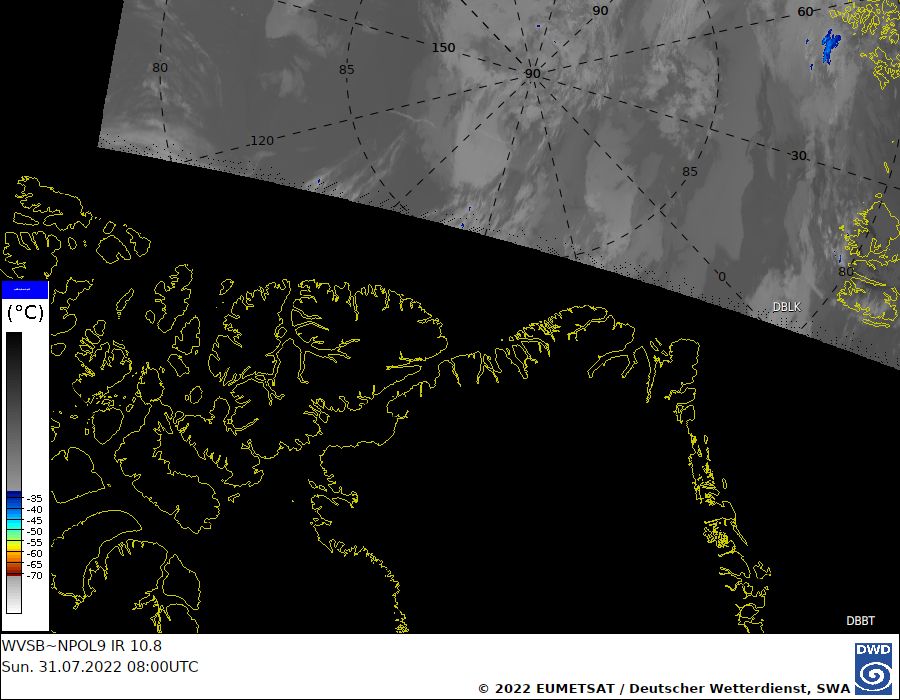 90
60
150
80
85
90
120
30
85
80
0
DBLK
(°C)
-35
-40
-45
-50
-55
-60
-65
-70
DBBT
WVSB~NPOL9 IR 10.8
Sun. 31.07.2022 08:00UTC
DWD
© 2022 EUMETSAT / Deutscher Wetterdienst, SWA